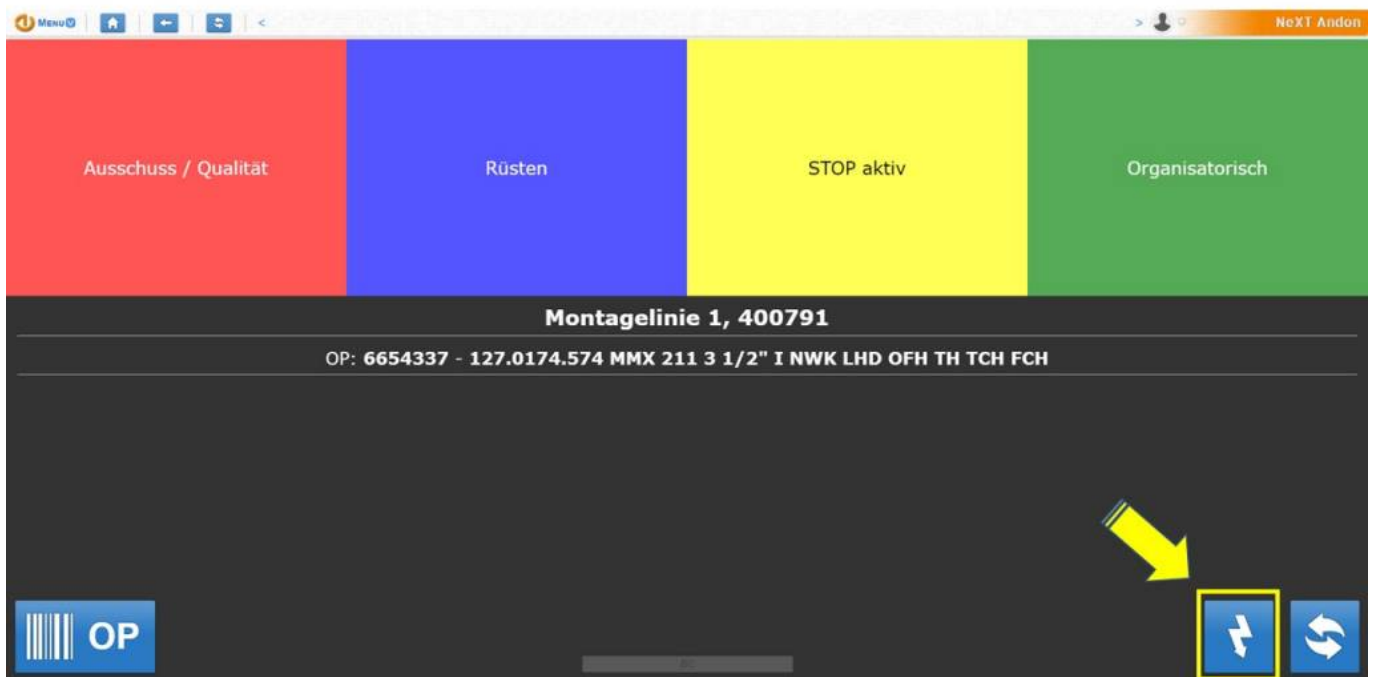 MENU
< > NeXT Andon
Ausschuss / Qualität Rüsten STOP aktiv Organisatorisch
Montagelinie 1, 400791
OP: 6654337 - 127.0174.574 MMX 211 3 1/2" I NWK LHD OFH TH TCH FCH
OP